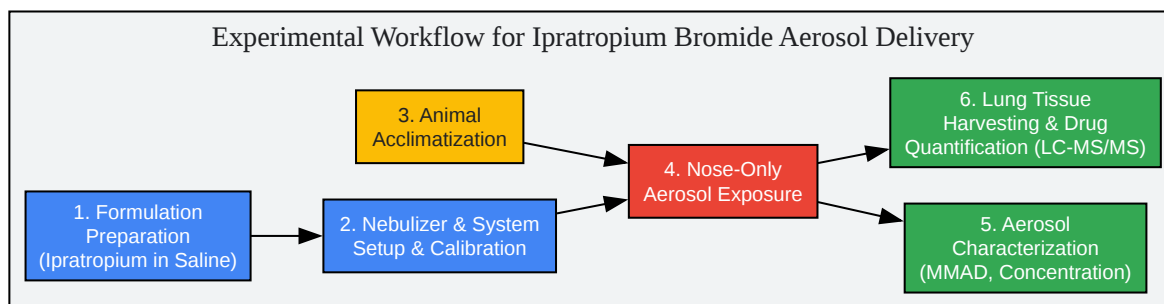 Experimental Workflow for Ipratropium Bromide Aerosol Delivery
1. Formulation
Preparation
(Ipratropium in Saline)
2. Nebulizer & System
Setup & Calibration
3. Animal
Acclimatization
4. Nose-Only
Aerosol Exposure
5. Aerosol
Characterization
(MMAD, Concentration)
6. Lung Tissue
Harvesting & Drug
Quantification (LC-MS/MS)